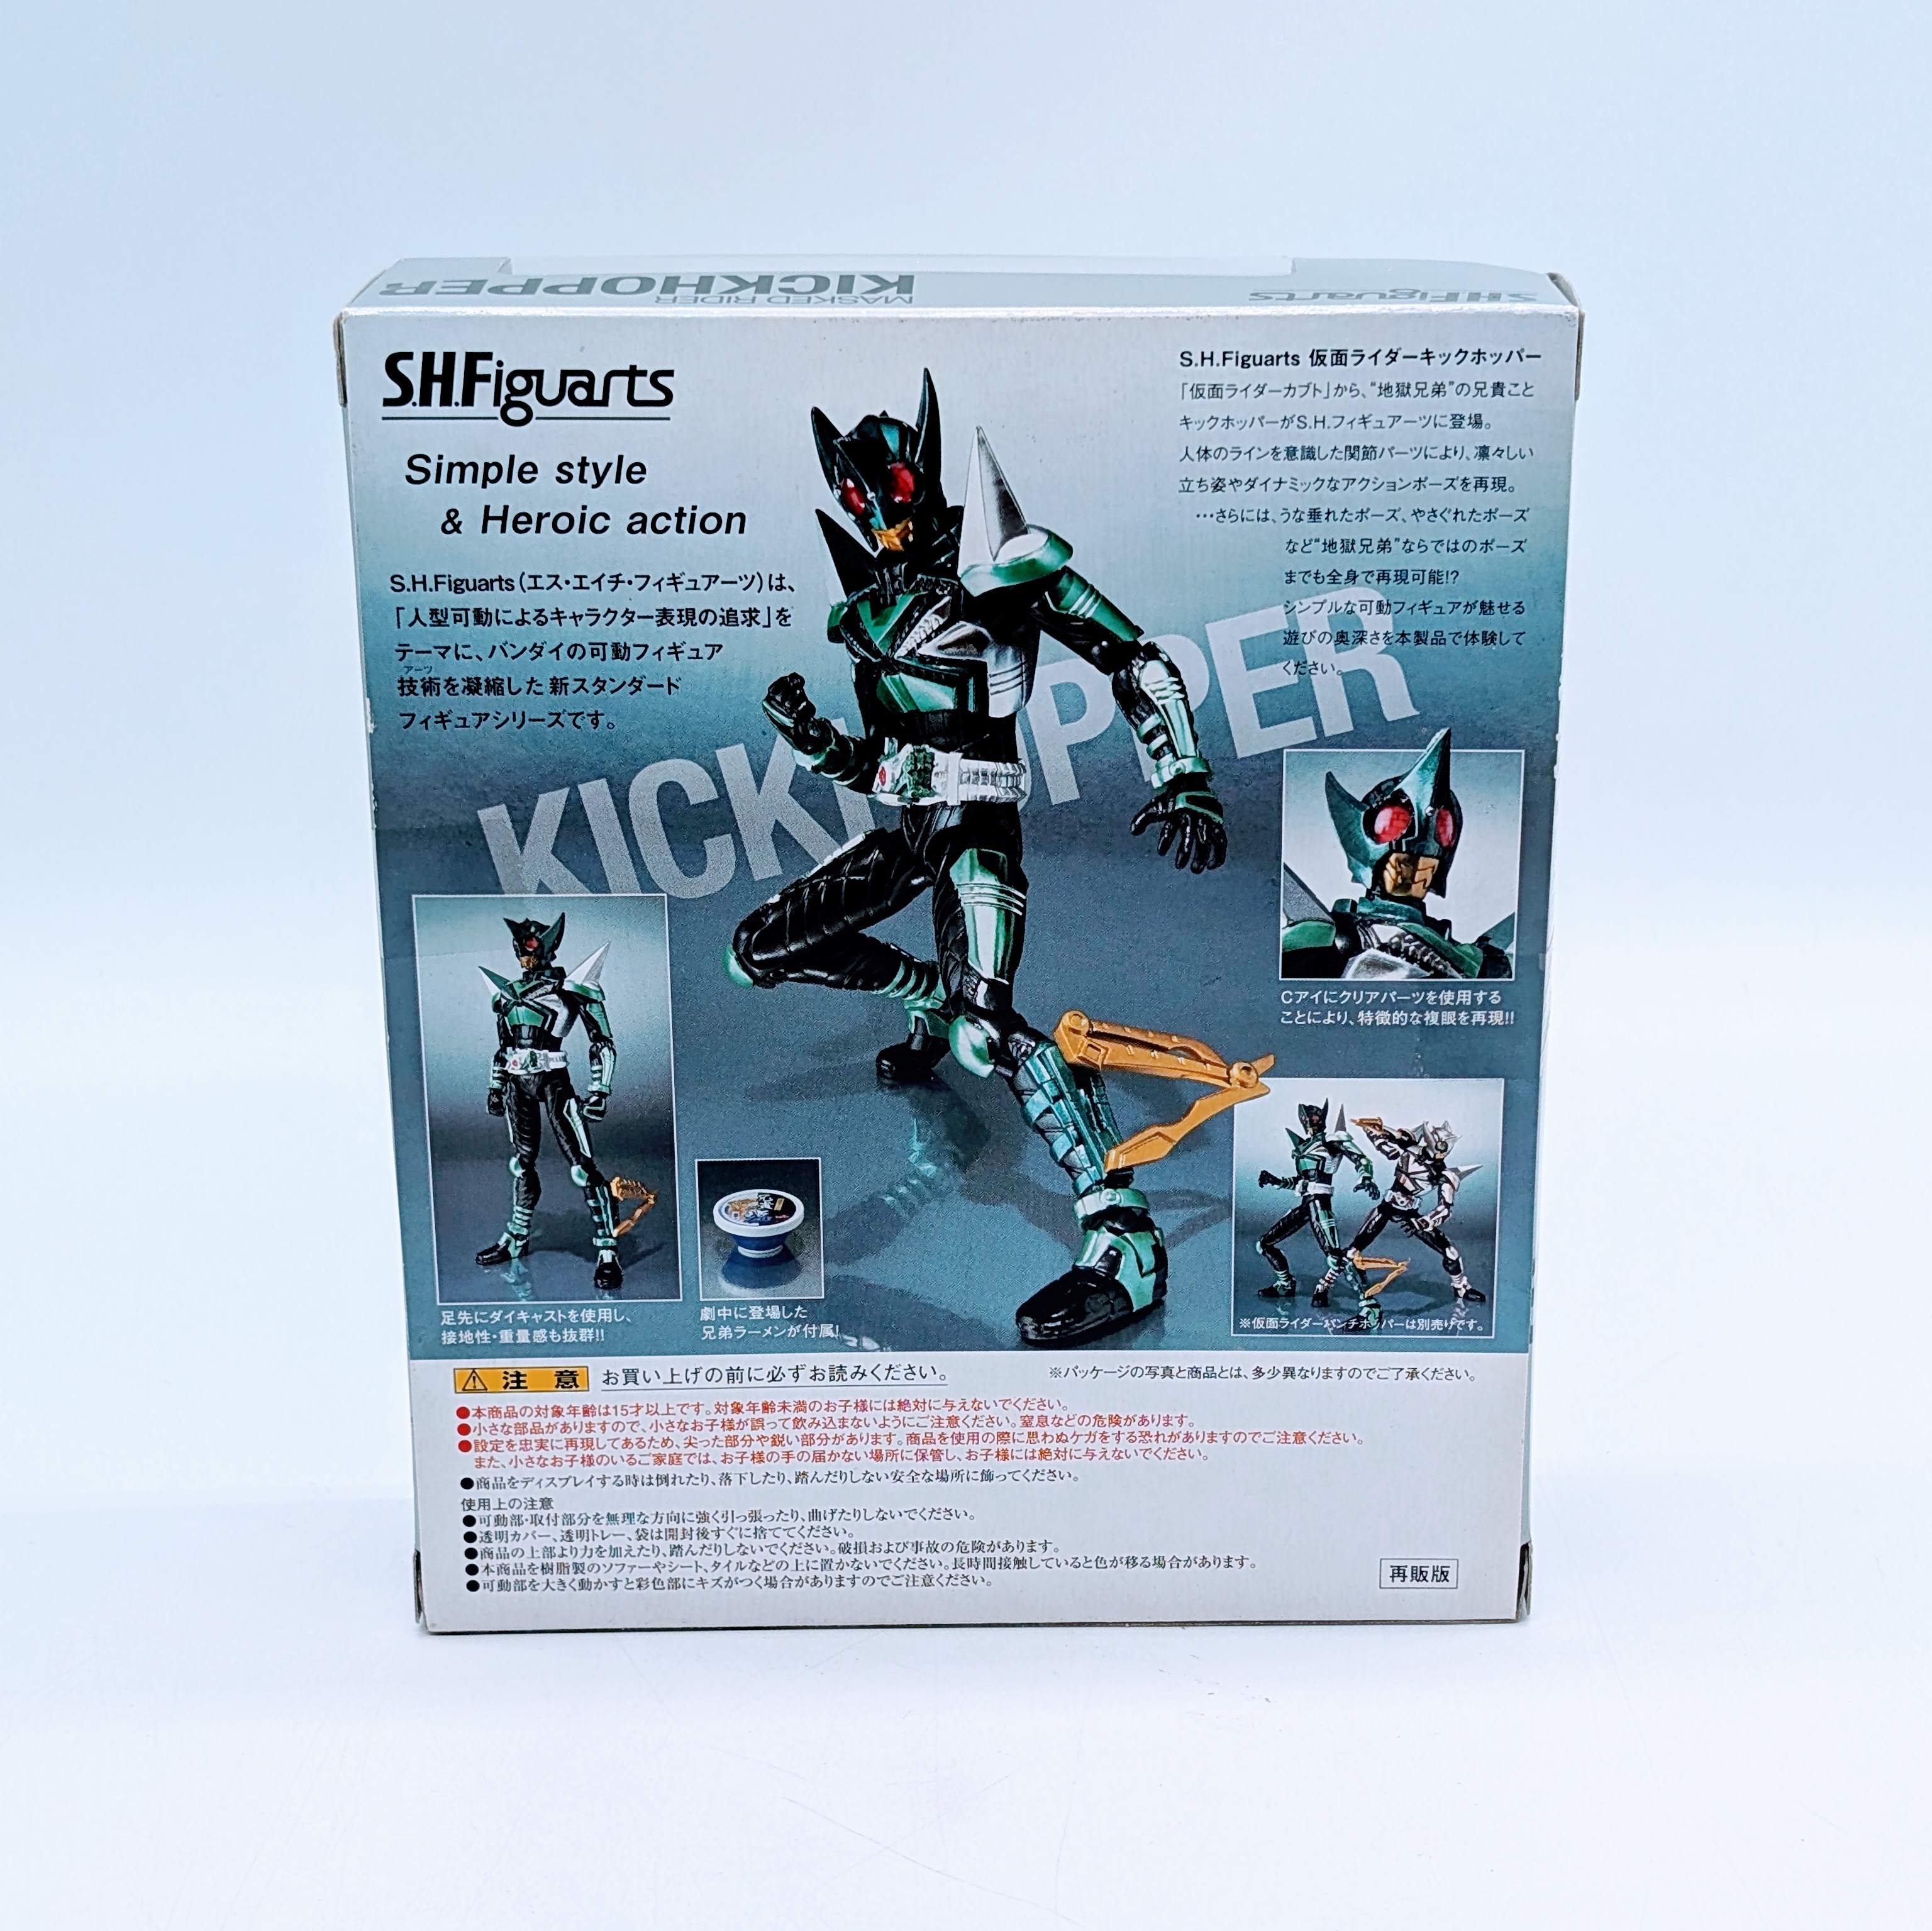 KICKHOPPER
MASKED RIDER
S.H.Figuarts
S.H.Figuarts
Simple style
& Heroic action
S.H.Figuarts(エス・エイチ・フィギュアーツ)は、
「人型可動によるキャラクター表現の追求」を
テーマに、バンダイの可動フィギュア
アーツ
技術を凝縮した新スタンダード
フィギュアシリーズです。
S.H.Figuarts 仮面ライダーキックホッパー
「仮面ライダーカブト」から、“地獄兄弟”の兄貴こと
キックホッパーがS.H.フィギュアーツに登場。
人体のラインを意識した関節パーツにより、凛々しい
立ち姿やダイナミックなアクションポーズを再現。
…さらには、うな垂れたポーズ、やさぐれたポーズ
など“地獄兄弟”ならではのポーズ
までも全身で再現可能!?
シンプルな可動フィギュアが魅せる
遊びの奥深さを本製品で体験して
ください。
KICKHOPPER
Cアイにクリアパーツを使用する
ことにより、特徴的な複眼を再現!!
足先にダイキャストを使用し、
接地性・重量感も抜群!!
劇中に登場した
兄弟ラーメンが付属!
※仮面ライダーパンチホッパーは別売りです。
注意 お買い上げの前に必ずお読みください。
※パッケージの写真と商品とは、多少異なりますのでご了承ください。
●本商品の対象年齢は15才以上です。対象年齢未満のお子様には絶対に与えないでください。
●小さな部品がありますので、小さなお子様が誤って飲み込まないようにご注意ください。窒息などの危険があります。
●設定を忠実に再現してあるため、尖った部分や鋭い部分があります。商品を使用の際に思わぬケガをする恐れがありますのでご注意ください。
また、小さなお子様のいるご家庭では、お子様の手の届かない場所に保管し、お子様には絶対に与えないでください。
●商品をディスプレイする時は倒れたり、落下したり、踏んだりしない安全な場所に飾ってください。
使用上の注意
●可動部・取付部分を無理な方向に強く引っ張ったり、曲げたりしないでください。
●透明カバー、透明トレー、袋は開封後すぐに捨ててください。
●商品の上部より力を加えたり、踏んだりしないでください。破損および事故の危険があります。
●本商品を樹脂製のソファーやシート、タイルなどの上に置かないでください。長時間接触していると色が移る場合があります。
●可動部を大きく動かすと彩色部にキズがつく場合がありますのでご注意ください。
再販版